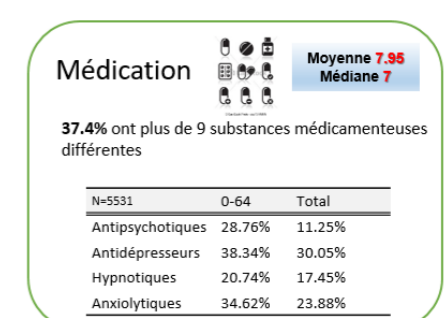 Médication
Moyenne 7.95
Médiane 7
37.4% ont plus de 9 substances médicamenteuses
différentes
N=5531 0-64 Total
Antipsychotiques 28.76% 11.25%
Antidépresseurs 38.34% 30.05%
Hypnotiques 20.74% 17.45%
Anxiolytiques 34.62% 23.88%